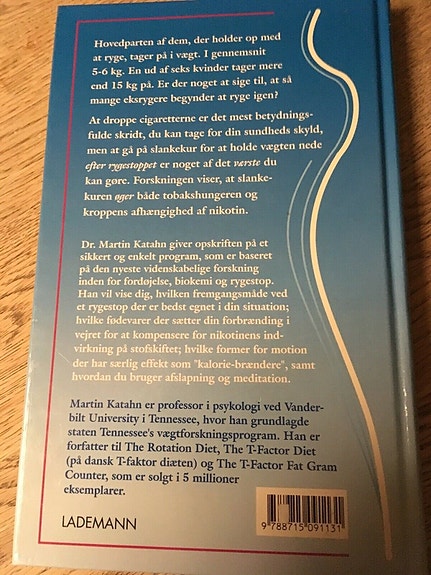 Hovedparten af dem, der holder op med
at ryge, tager på i vægt. I gennemsnit
5-6 kg. En ud af seks kvinder tager mere
end 15 kg på. Er der noget at sige til, at så
mange eksrygere begynder at ryge igen?
At droppe cigaretterne er det mest betydnings-
fulde skridt, du kan tage for din sundheds skyld,
men at gå på slankekur for at holde vægten nede
efter rygestoppet er noget af det værste du
kan gøre. Forskningen viser, at slanke-
kuren øger både tobakshungeren og
kroppens afhængighed af nikotin.
Dr. Martin Katahn giver opskriften på et
sikkert og enkelt program, som er baseret
på den nyeste videnskabelige forskning
inden for fordøjelse, biokemi og rygestop.
Han vil vise dig, hvilken fremgangsmåde ved
et rygestop der er bedst egnet i din situation;
hvilke fødevarer der sætter din forbrænding i
vejret for at kompensere for nikotinens ind-
virkning på stofskiftet; hvilke former for motion
der har særlig effekt som "kalorie-brændere", samt
hvordan du bruger afslapning og meditation.
Martin Katahn er professor i psykologi ved Vander-
bilt University i Tennessee, hvor han grundlagde
staten Tennessee's vægtforskningsprogram. Han er
forfatter til The Rotation Diet, The T-Factor Diet
(på dansk T-faktor diæten) og The T-Factor Fat Gram
Counter, som er solgt i 5 millioner
eksemplarer.
LADEMANN
9 788715 091131